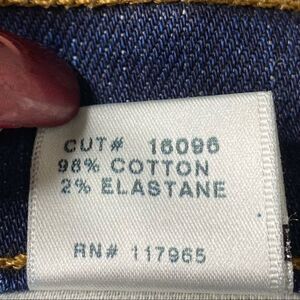 CUT# 16096
98% COTTON
2% ELASTANE
RN# 117965